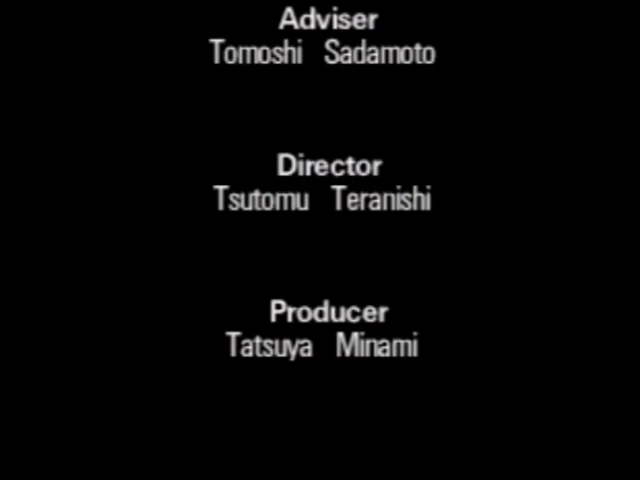 Adviser
Tomoshi Sadamoto
Director
Tsutomu Teranishi
Producer
Tatsuya Minami